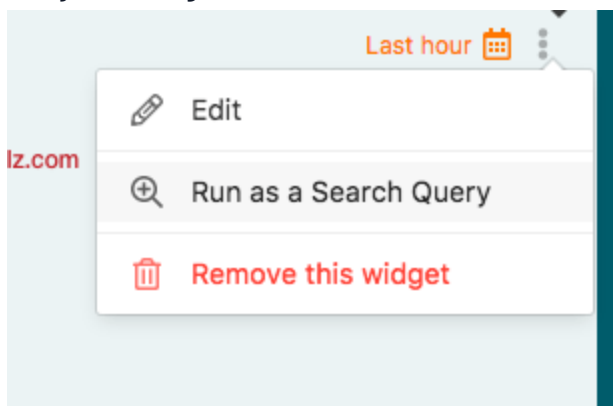 Last hour
Edit
lz.com
Run as a Search Query
Remove this widget